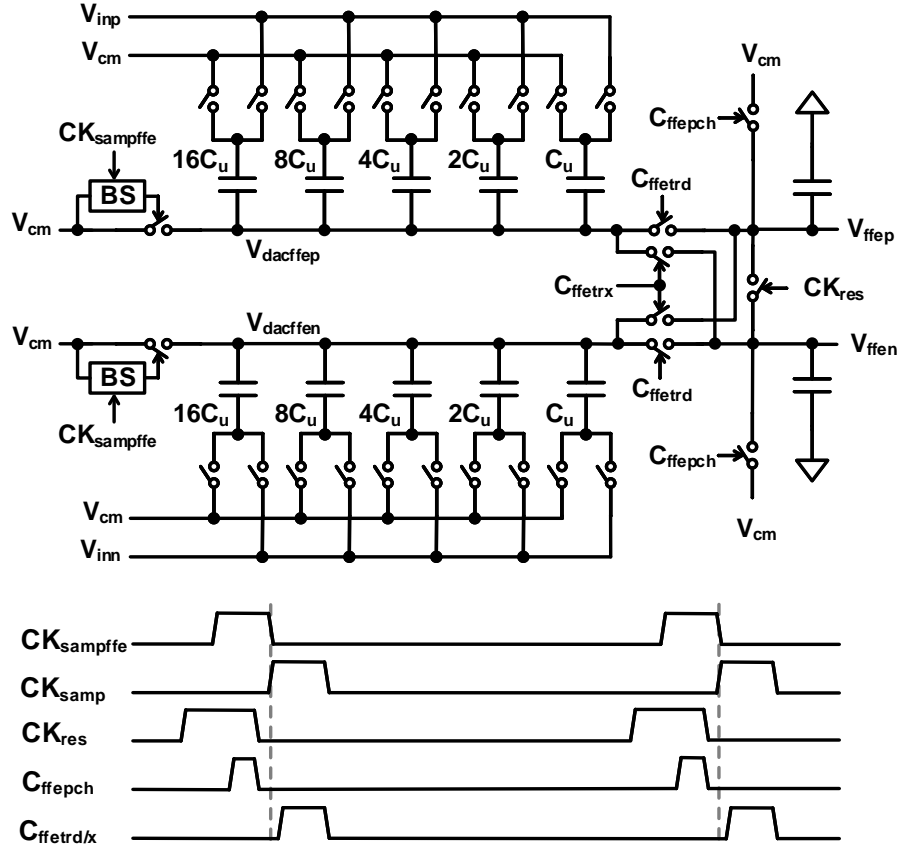 Vinp
Vcm
Vcm
CKsampffe
16Cu 8Cu 4Cu 2Cu Cu
Cffepch
BS
Cffetrd
Vcm
Vdacffep
Vffep
Cffetrx
CKres
Vcm
Vdacffen
Vffen
BS
Cffetrd
CKsampffe
16Cu 8Cu 4Cu 2Cu Cu
Cffepch
Vcm
Vinn
Vcm
CKsampffe
CKsamp
CKres
Cffepch
Cffetrd/x